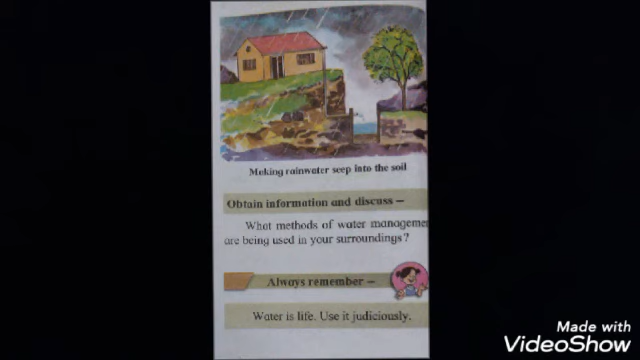 Making rainwater seep into the soil
Obtain information and discuss –
What methods of water managemen
are being used in your surroundings?
Always remember –
Water is life. Use it judiciously.
Made with
VideoShow